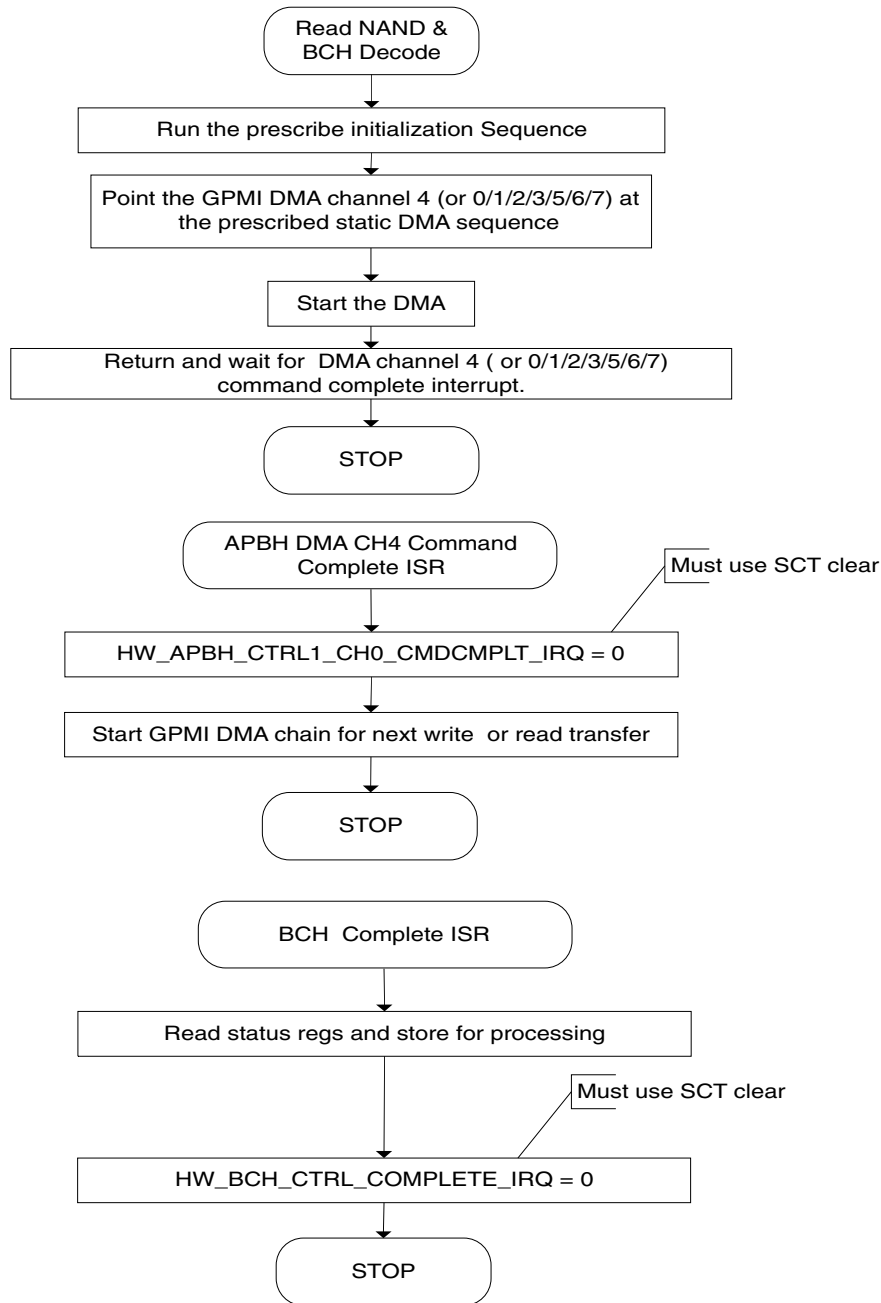 Read NAND &
BCH Decode
Run the prescribe initialization Sequence
Point the GPMI DMA channel 4 (or 0/1/2/3/5/6/7) at
the prescribed static DMA sequence
Start the DMA
Return and wait for DMA channel 4 ( or 0/1/2/3/5/6/7)
command complete interrupt.
STOP
APBH DMA CH4 Command
Complete ISR
Must use SCT clear
HW_APBH_CTRL1_CH0_CMDCMPLT_IRQ = 0
Start GPMI DMA chain for next write or read transfer
STOP
BCH Complete ISR
Read status regs and store for processing
Must use SCT clear
HW_BCH_CTRL_COMPLETE_IRQ = 0
STOP